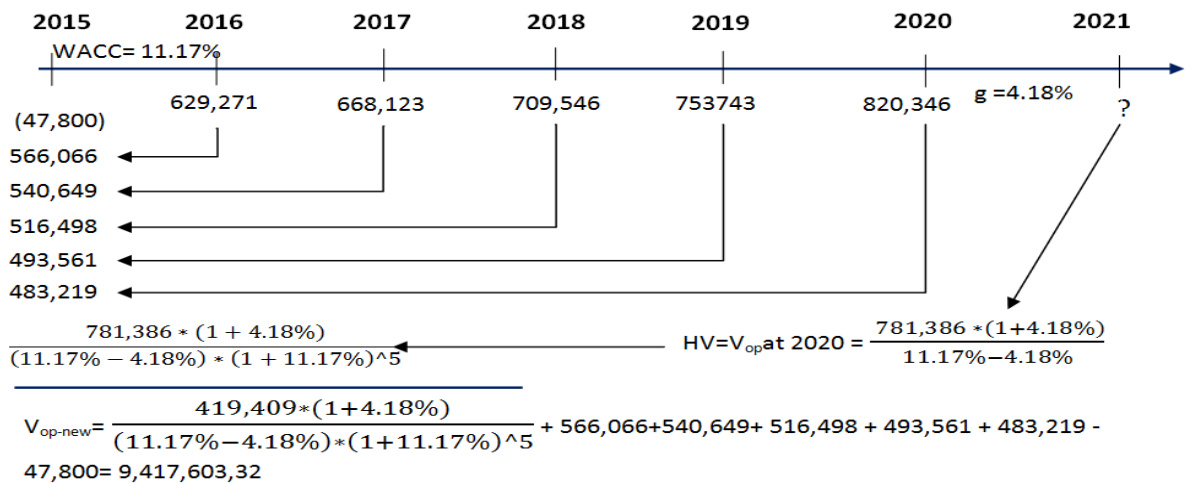 2015 2016 2017 2018 2019 2020 2021
WACC= 11.17%
629,271 668,123 709,546 753743 820,346 g =4.18% ?
(47,800)
566,066
540,649
516,498
493,561
483,219
781,386 * (1 + 4.18%)
(11.17% − 4.18%) * (1 + 11.17%)^5
HV=Vopat 2020 = 781,386 *(1+4.18%)
11.17%−4.18%
Vop-new= 419,409*(1+4.18%)
(11.17%−4.18%)*(1+11.17%)^5
+ 566,066+540,649+ 516,498 + 493,561 + 483,219 -
47,800= 9,417,603,32